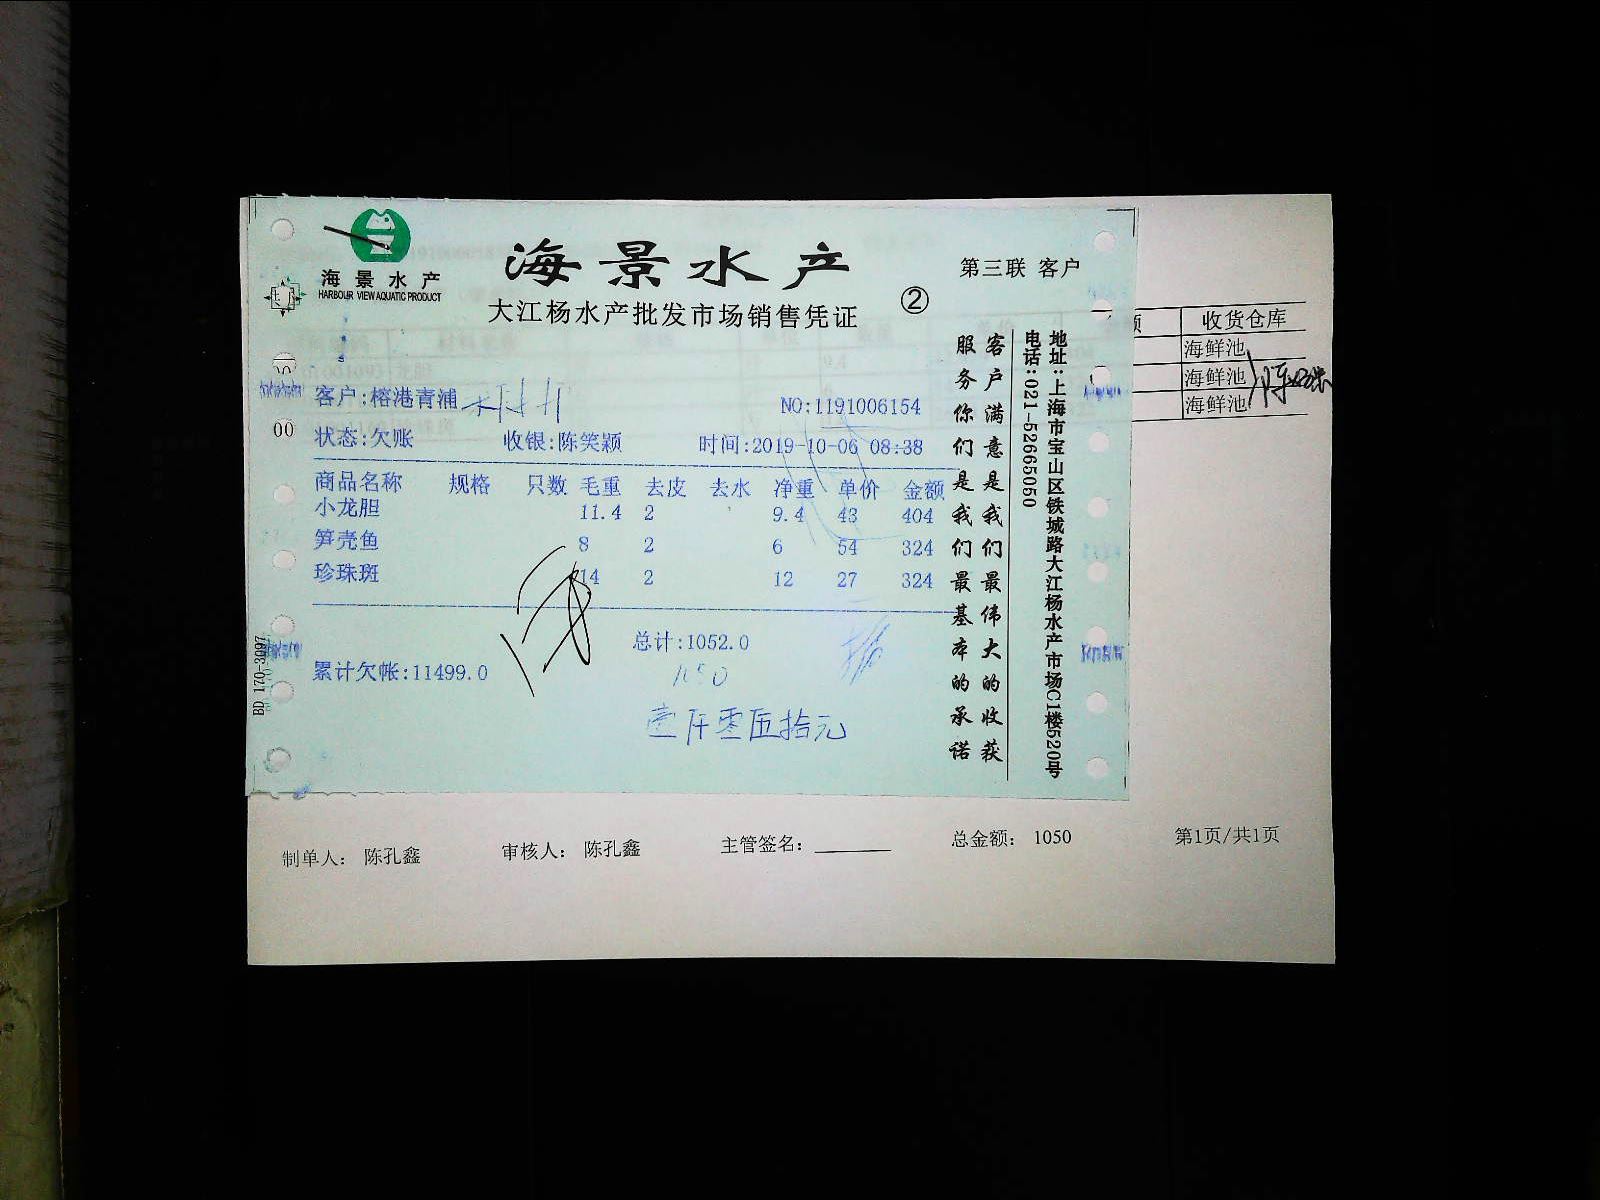 海景水产
HARBOUR VIEW AQUATIC PRODUCT
海景水产
大江杨水产批发市场销售凭证
②
第三联 客户
客户:榕港青浦
NO:1191006154
状态:欠账 收银:陈笑颖 时间:2019-10-06 08:38
商品名称 规格 只数 毛重 去皮 去水 净重 单价 金额
小龙胆 11.4 2 9.4 43 404
笋壳鱼 8 2 6 54 324
珍珠斑 14 2 12 27 324
总计:1052.0
累计欠帐:11499.0
1050
壹仟零伍拾元
客户满意是我们最伟大的收获
服务你们是我们最基本的承诺
地址:上海市宝山区铁城路大江杨水产市场C1楼520号
电话:021-52665050
00
BD 170-3097
额 收货仓库
海鲜池
海鲜池
海鲜池
制单人: 陈孔鑫 审核人: 陈孔鑫 主管签名: 总金额: 1050 第1页/共1页